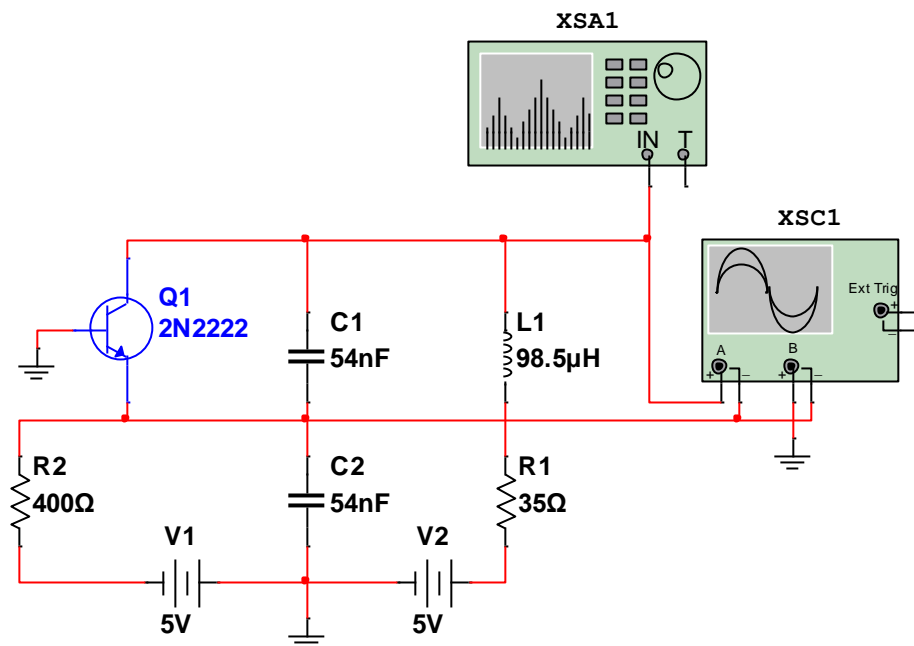 XSA1
IN T
XSC1
Ext Trig
+
_
A
B
+ _ + _
Q1
2N2222
C1
54nF
L1
98.5µH
R2
400Ω
C2
54nF
R1
35Ω
V1
5V
V2
5V